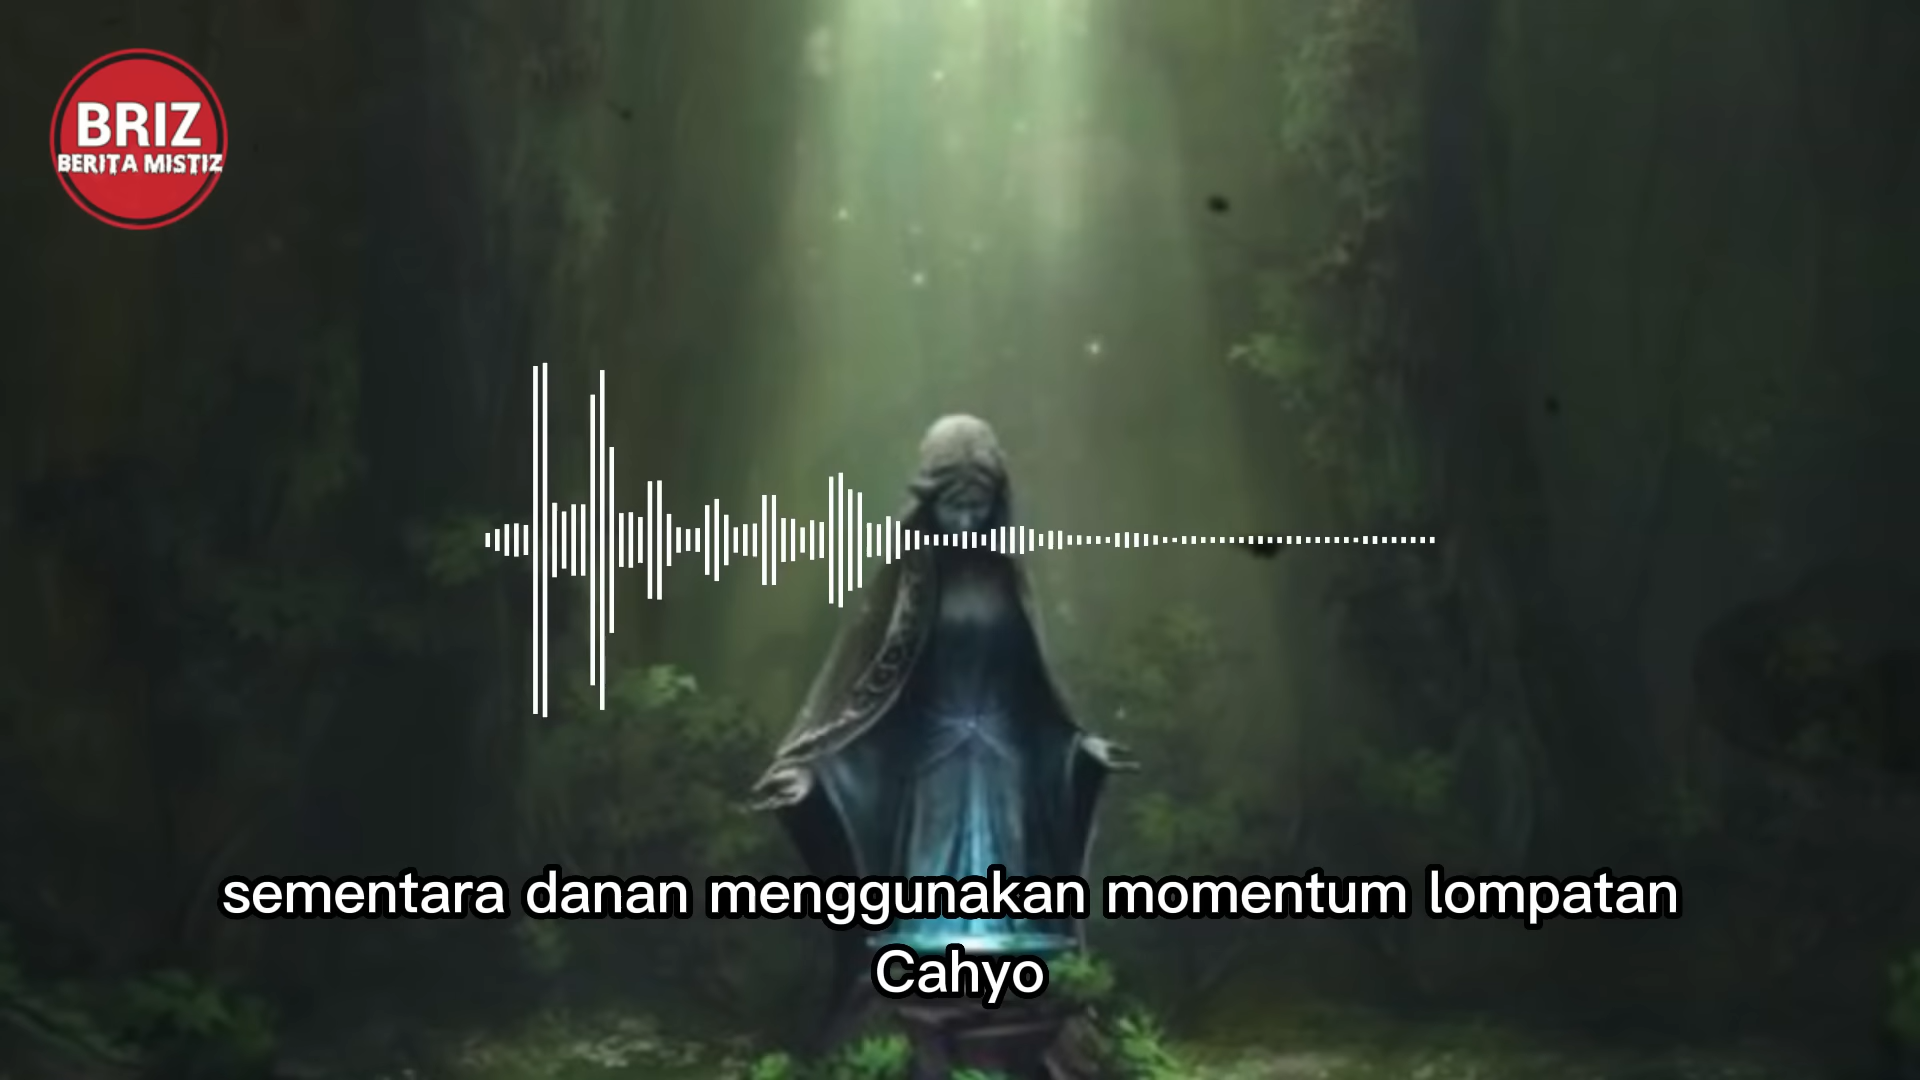 BRIZ
BERITA MISTIZ
sementara danan menggunakan momentum lompatan
Cahyo